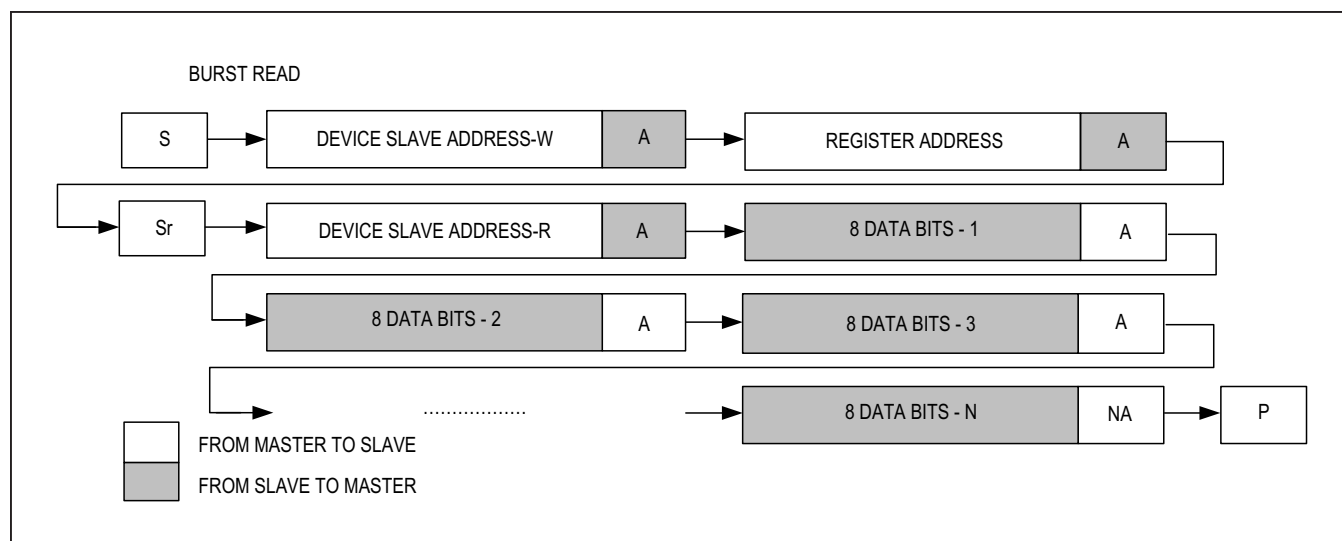 BURST READ
S DEVICE SLAVE ADDRESS-W A REGISTER ADDRESS A
Sr DEVICE SLAVE ADDRESS-R A 8 DATA BITS - 1 A
8 DATA BITS - 2 A 8 DATA BITS - 3 A
.................. 8 DATA BITS - N NA P
FROM MASTER TO SLAVE
FROM SLAVE TO MASTER